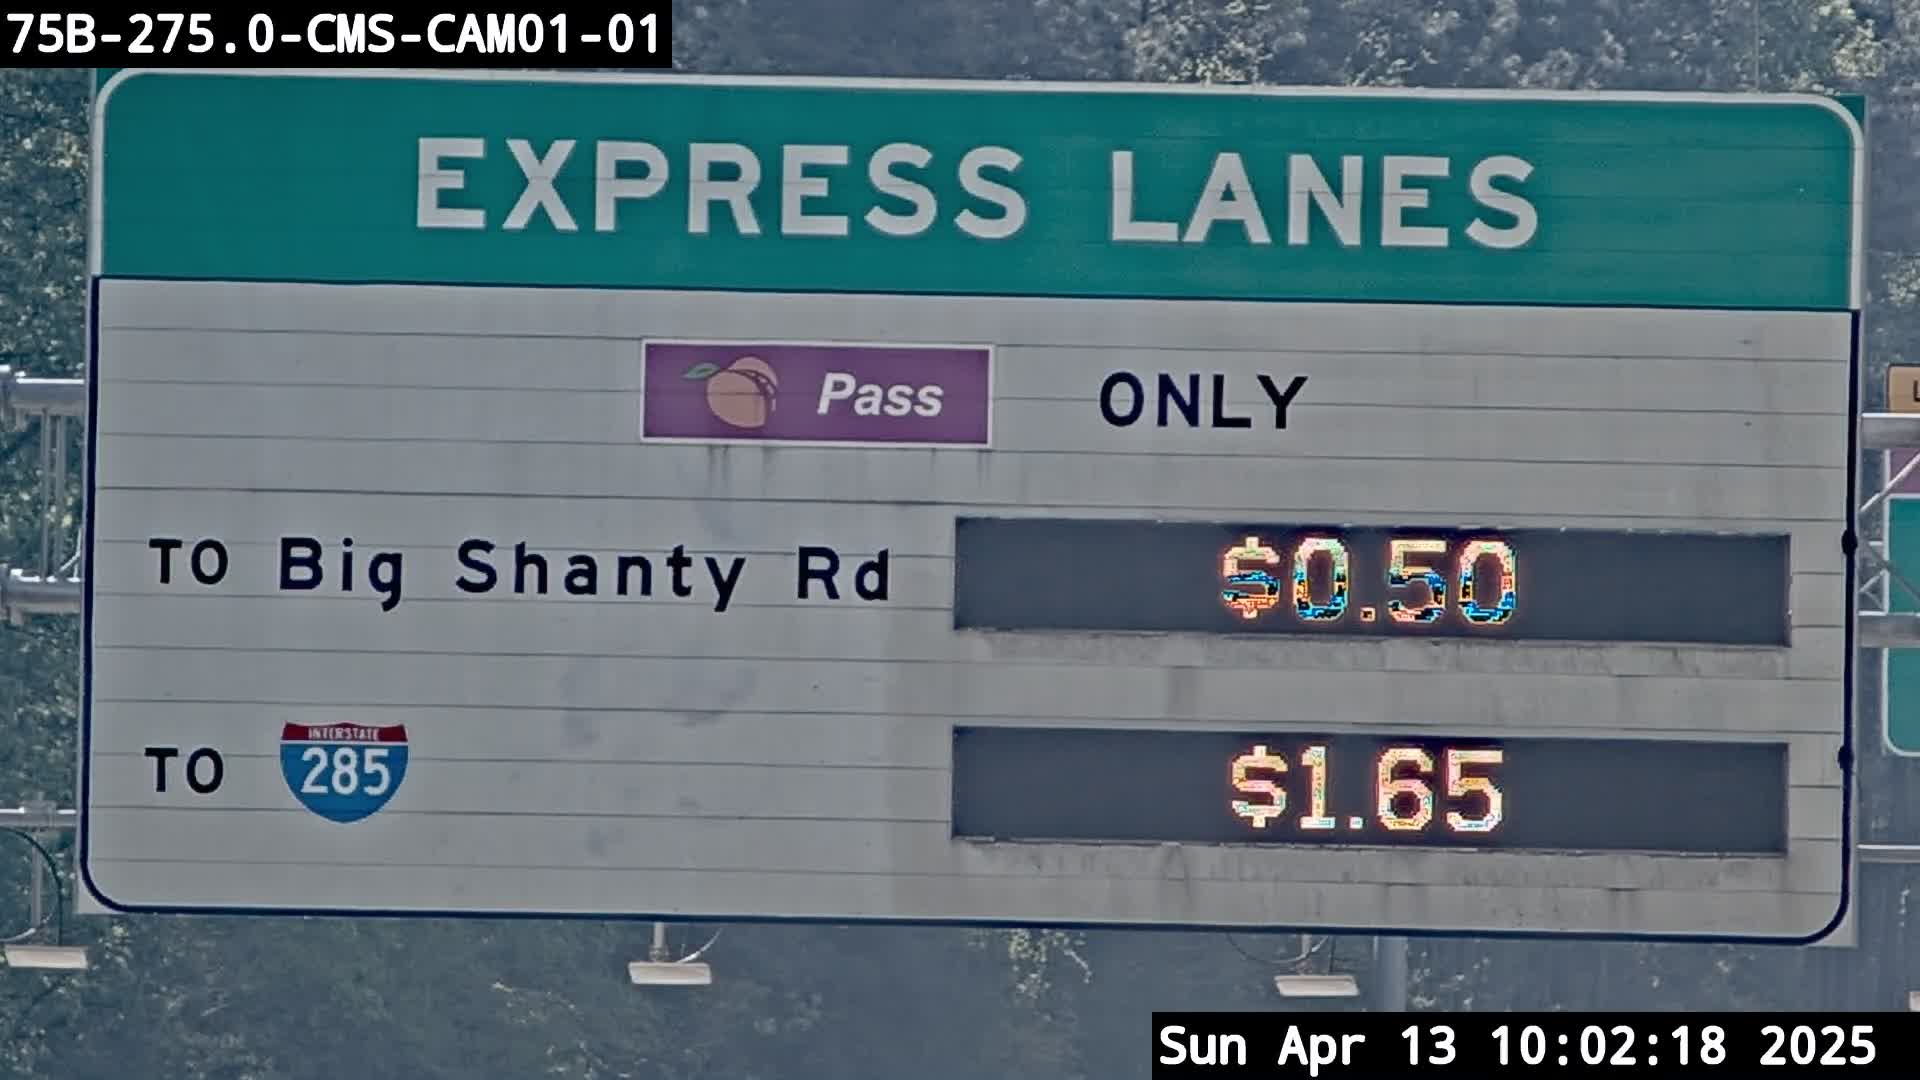 75B-275.0-CMS-CAM01-01
EXPRESS LANES
Pass ONLY
TO Big Shanty Rd $0.50
TO INTERSTATE 285 $1.65
Sun Apr 13 10:02:18 2025